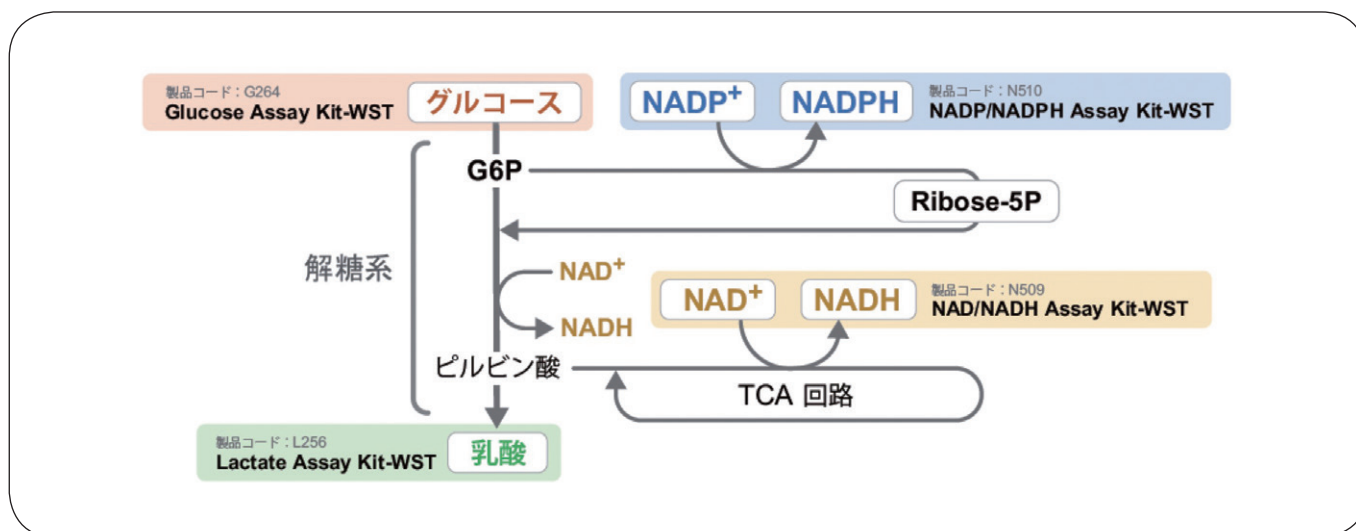 製品コード：G264
Glucose Assay Kit-WST
グルコース
NADP+
NADPH
製品コード：N510
NADP/NADPH Assay Kit-WST
G6P
Ribose-5P
解糖系
NAD+
NADH
NAD+
NADH
製品コード：N509
NAD/NADH Assay Kit-WST
ピルビン酸
TCA 回路
製品コード：L256
Lactate Assay Kit-WST
乳酸